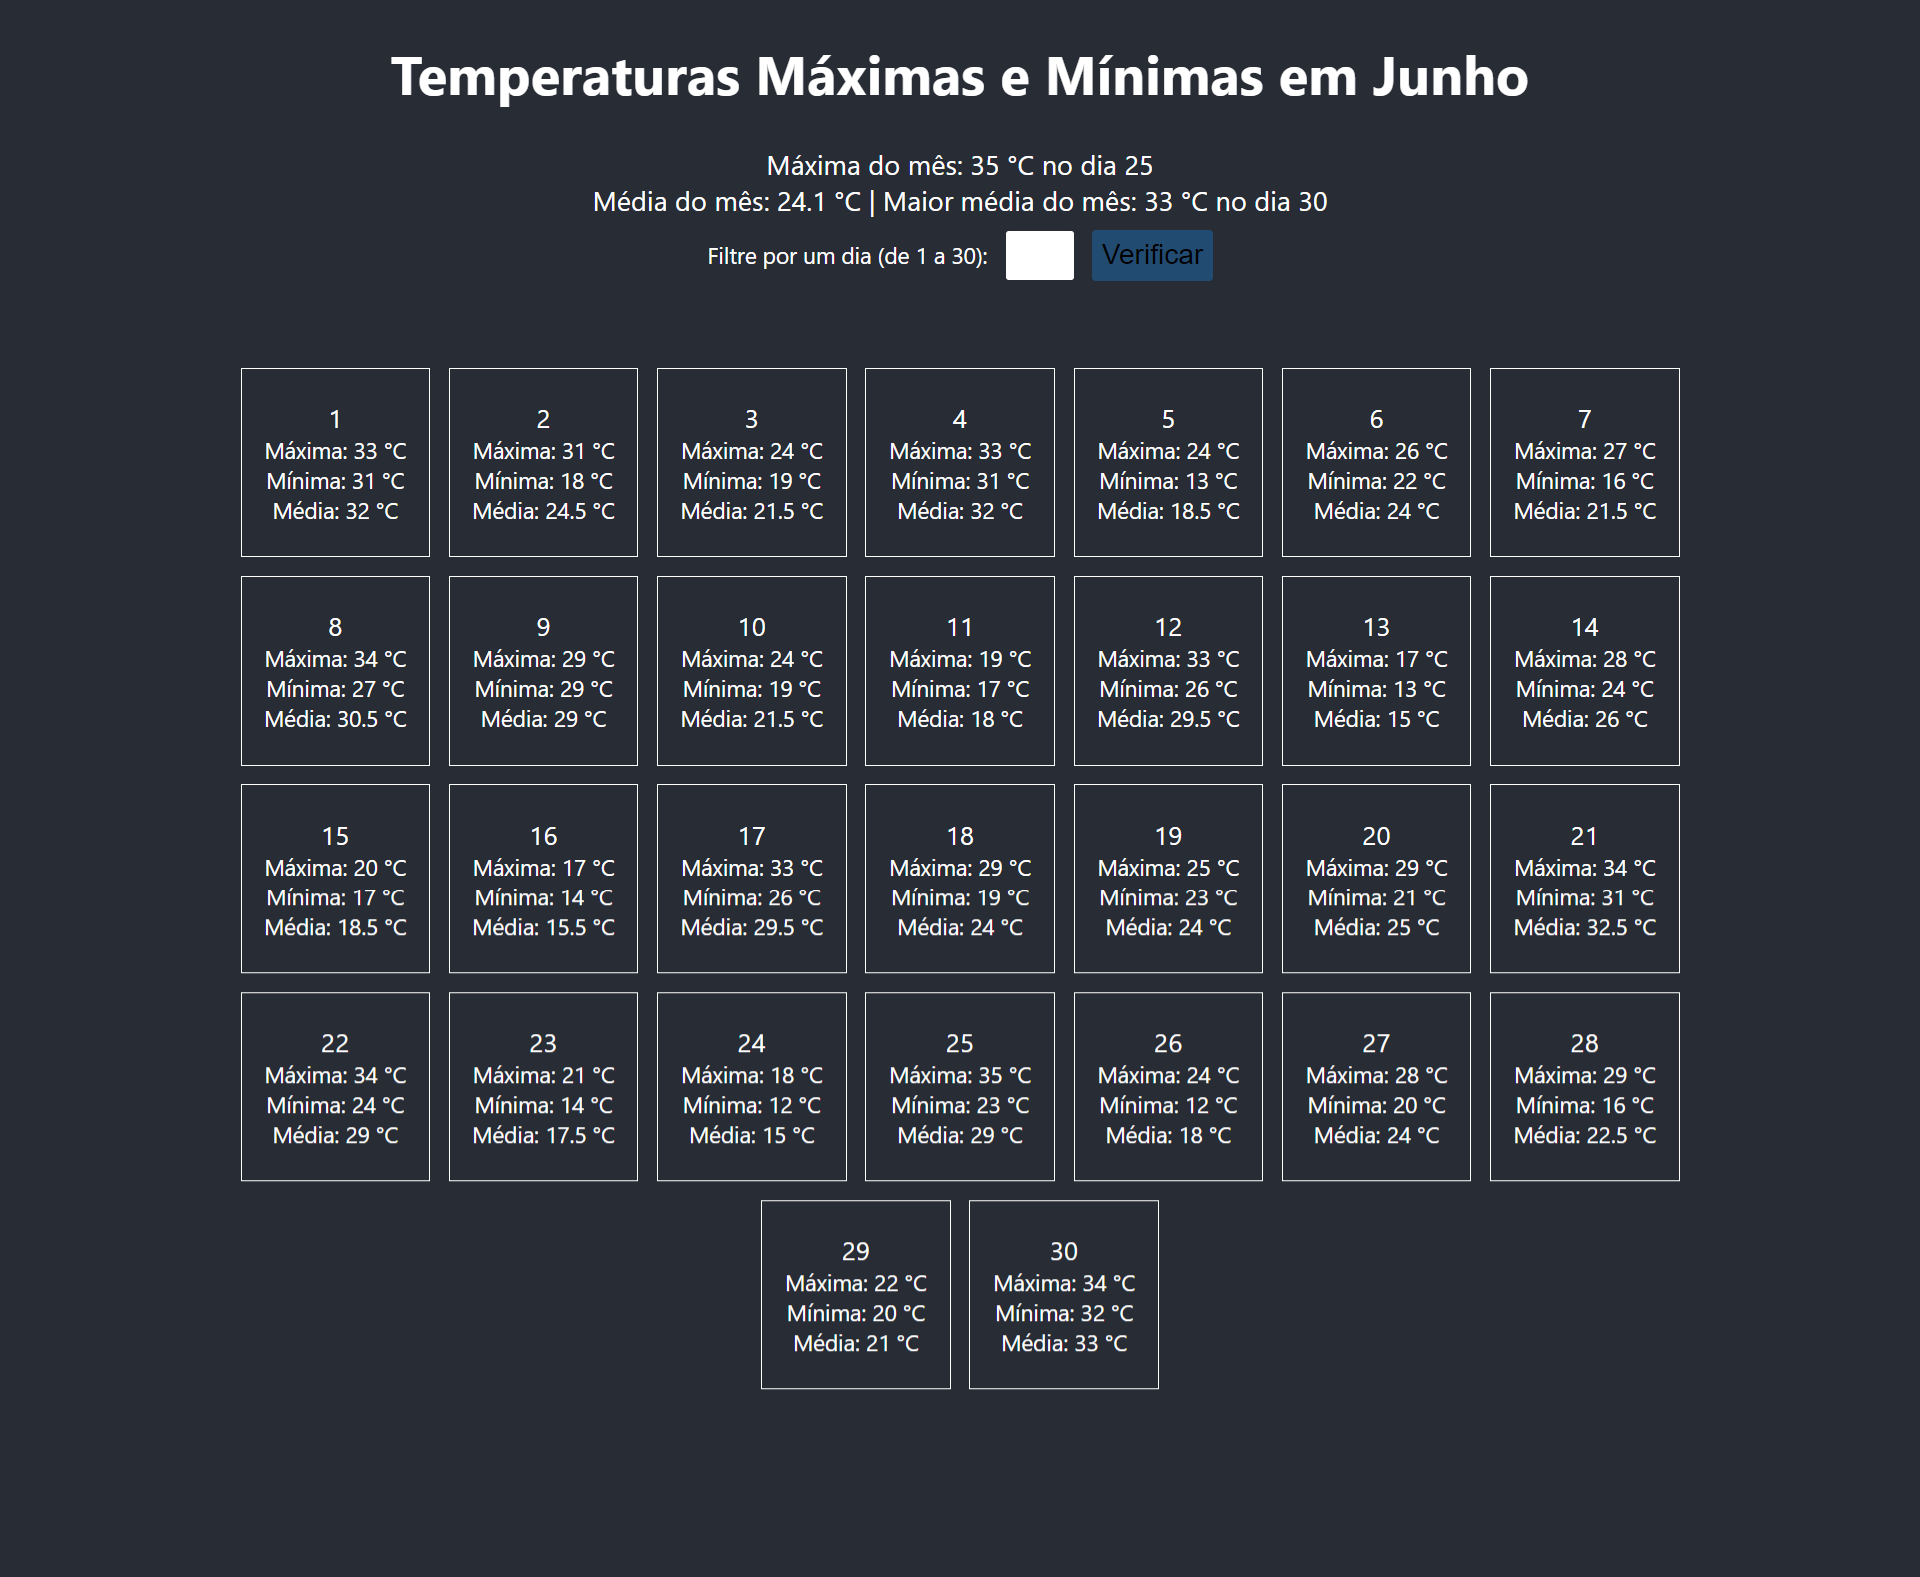 Temperaturas Máximas e Mínimas em Junho
Máxima do mês: 35 °C no dia 25
Média do mês: 24.1 °C | Maior média do mês: 33 °C no dia 30
Filtre por um dia (de 1 a 30):
Verificar
1
Máxima: 33 °C
Mínima: 31 °C
Média: 32 °C
2
Máxima: 31 °C
Mínima: 18 °C
Média: 24.5 °C
3
Máxima: 24 °C
Mínima: 19 °C
Média: 21.5 °C
4
Máxima: 33 °C
Mínima: 31 °C
Média: 32 °C
5
Máxima: 24 °C
Mínima: 13 °C
Média: 18.5 °C
6
Máxima: 26 °C
Mínima: 22 °C
Média: 24 °C
7
Máxima: 27 °C
Mínima: 16 °C
Média: 21.5 °C
8
Máxima: 34 °C
Mínima: 27 °C
Média: 30.5 °C
9
Máxima: 29 °C
Mínima: 29 °C
Média: 29 °C
10
Máxima: 24 °C
Mínima: 19 °C
Média: 21.5 °C
11
Máxima: 19 °C
Mínima: 17 °C
Média: 18 °C
12
Máxima: 33 °C
Mínima: 26 °C
Média: 29.5 °C
13
Máxima: 17 °C
Mínima: 13 °C
Média: 15 °C
14
Máxima: 28 °C
Mínima: 24 °C
Média: 26 °C
15
Máxima: 20 °C
Mínima: 17 °C
Média: 18.5 °C
16
Máxima: 17 °C
Mínima: 14 °C
Média: 15.5 °C
17
Máxima: 33 °C
Mínima: 26 °C
Média: 29.5 °C
18
Máxima: 29 °C
Mínima: 19 °C
Média: 24 °C
19
Máxima: 25 °C
Mínima: 23 °C
Média: 24 °C
20
Máxima: 29 °C
Mínima: 21 °C
Média: 25 °C
21
Máxima: 34 °C
Mínima: 31 °C
Média: 32.5 °C
22
Máxima: 34 °C
Mínima: 24 °C
Média: 29 °C
23
Máxima: 21 °C
Mínima: 14 °C
Média: 17.5 °C
24
Máxima: 18 °C
Mínima: 12 °C
Média: 15 °C
25
Máxima: 35 °C
Mínima: 23 °C
Média: 29 °C
26
Máxima: 24 °C
Mínima: 12 °C
Média: 18 °C
27
Máxima: 28 °C
Mínima: 20 °C
Média: 24 °C
28
Máxima: 29 °C
Mínima: 16 °C
Média: 22.5 °C
29
Máxima: 22 °C
Mínima: 20 °C
Média: 21 °C
30
Máxima: 34 °C
Mínima: 32 °C
Média: 33 °C